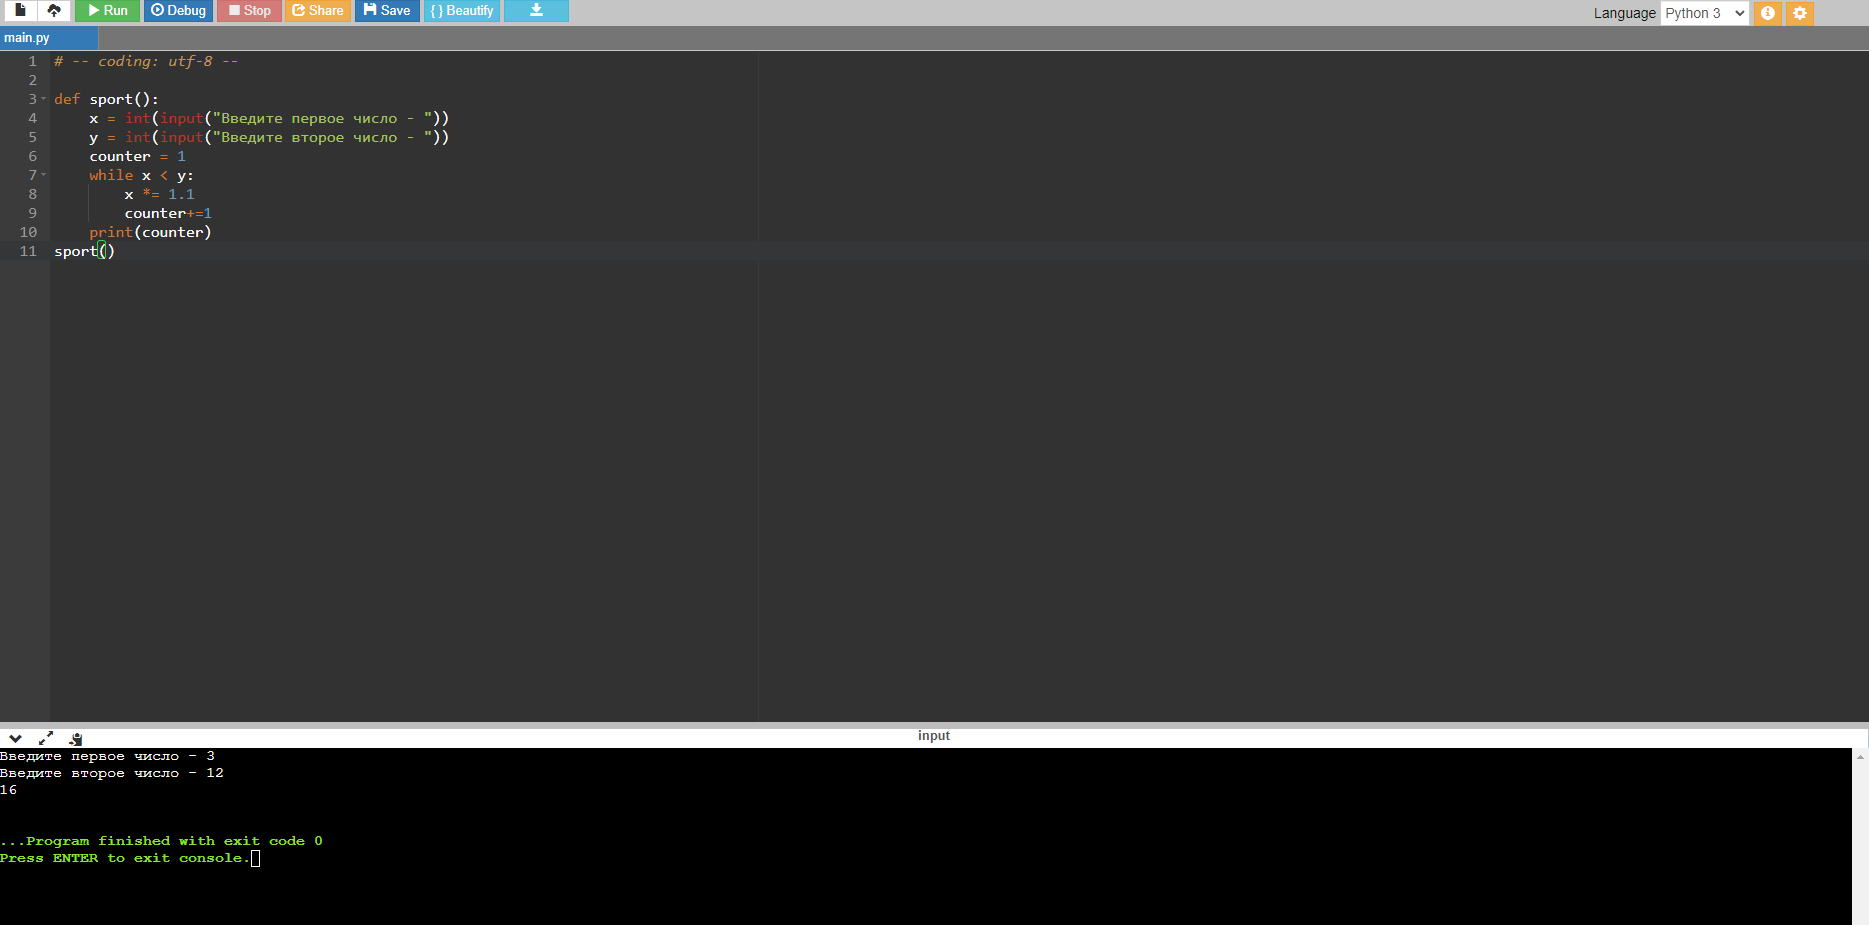 Run Debug Stop Share Save { } Beautify Language Python 3
main.py
1 # -- coding: utf-8 --
2
3 def sport():
4 x = int(input("Введите первое число - "))
5 y = int(input("Введите второе число - "))
6 counter = 1
7 while x < y:
8 x *= 1.1
9 counter+=1
10 print(counter)
11 sport()
input
Введите первое число - 3
Введите второе число - 12
16
...Program finished with exit code 0
Press ENTER to exit console.